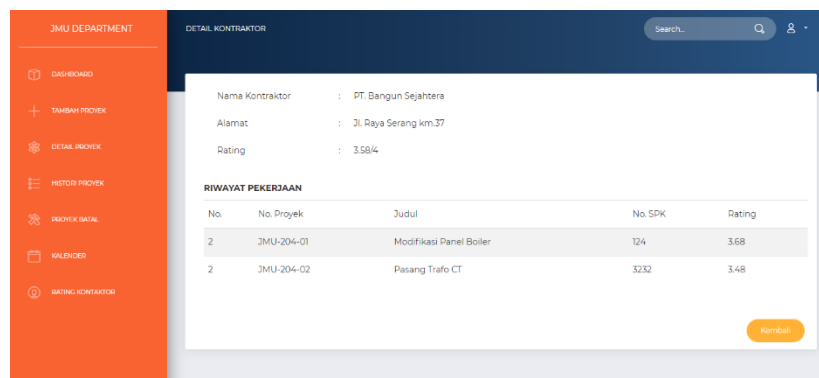 JMU DEPARTMENT
DASHBOARD
TAMBAH PROYEK
DETAIL PROYEK
HISTORI PROYEK
PROYEK BATAL
KALENDER
RATING KONTAKTOR
DETAIL KONTRAKTOR
Search...
Nama Kontraktor : PT. Bangun Sejahtera
Alamat : Jl. Raya Serang km.37
Rating : 3.58/4
RIWAYAT PEKERJAAN
No. No. Proyek Judul No. SPK Rating
2 JMU-204-01 Modifikasi Panel Boiler 124 3.68
2 JMU-204-02 Pasang Trafo CT 3232 3.48
Kembali